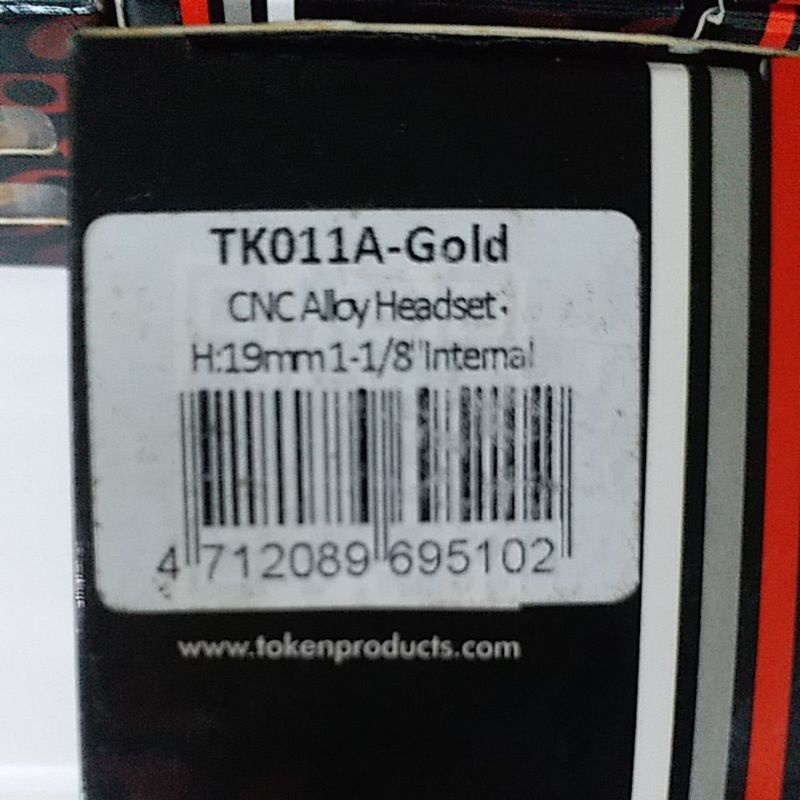 TK011A-Gold
CNC Alloy Headset.
H:19mm 1-1/8"Internal
4 712089 695102
www.tokenproducts.com